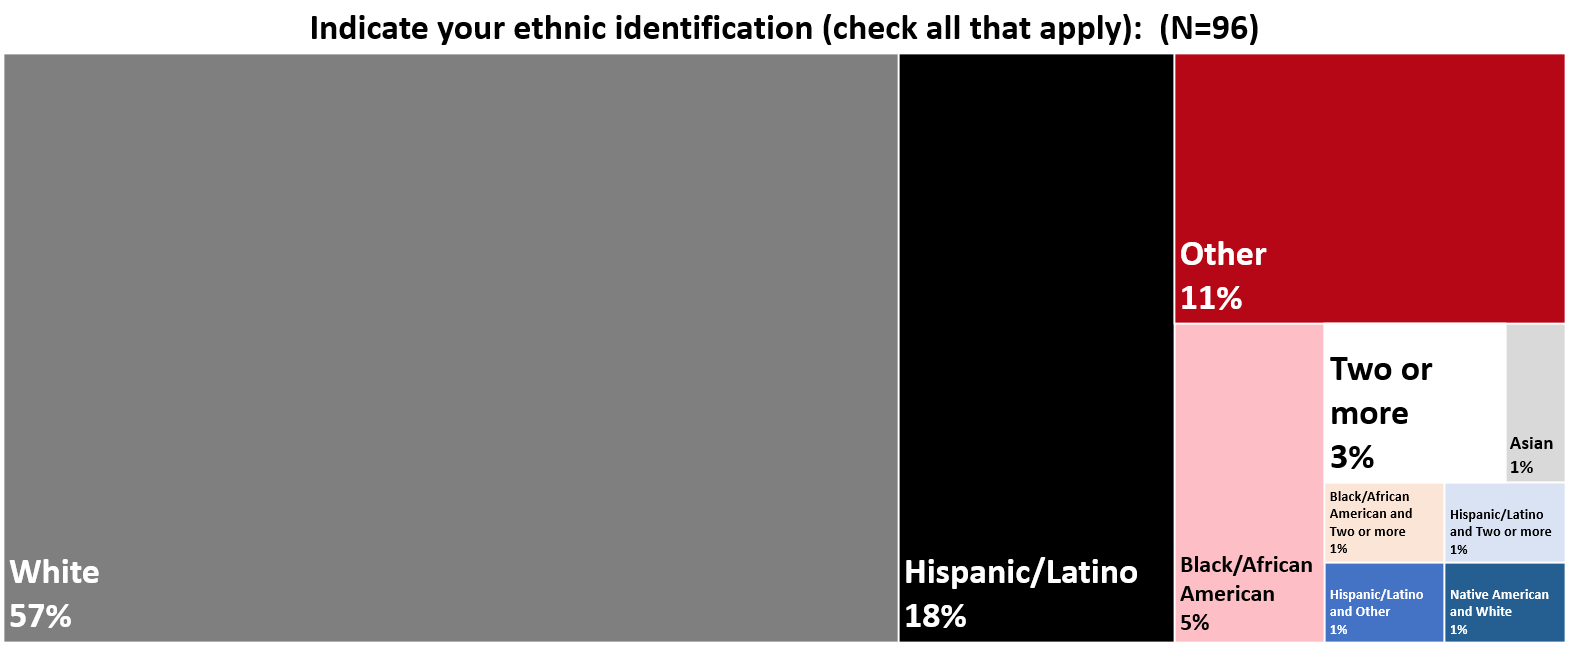 Indicate your ethnic identification (check all that apply):  (N=96)
White
57%
Hispanic/Latino
18%
Other
11%
Black/African
American
5%
Two or
more
3%
Asian
1%
Black/African
American and
Two or more
1%
Hispanic/Latino
and Two or more
1%
Hispanic/Latino
and Other
1%
Native American
and White
1%